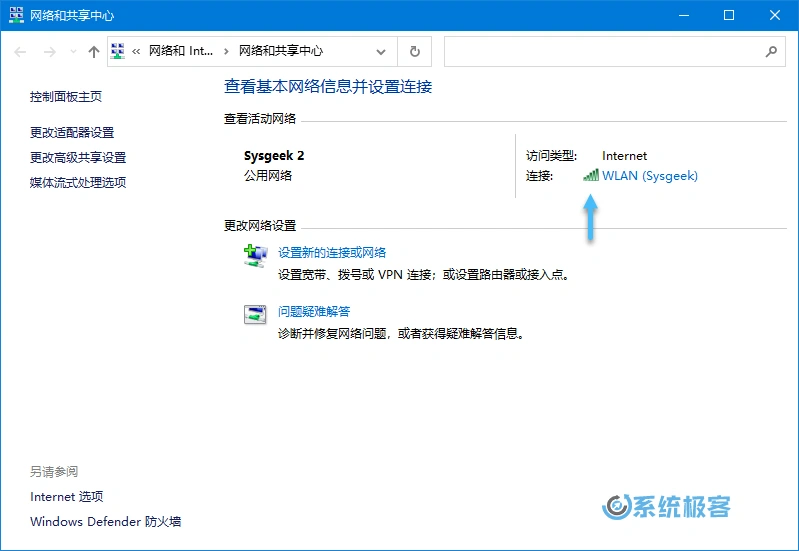 网络和共享中心
« 网络和 Int... › 网络和共享中心
控制面板主页
更改适配器设置
更改高级共享设置
媒体流式处理选项
查看基本网络信息并设置连接
查看活动网络
Sysgeek 2
公用网络
访问类型: Internet
连接: WLAN (Sysgeek)
更改网络设置
设置新的连接或网络
设置宽带、拨号或 VPN 连接；或设置路由器或接入点。
问题疑难解答
诊断并修复网络问题，或者获得疑难解答信息。
另请参阅
Internet 选项
Windows Defender 防火墙
系统极客